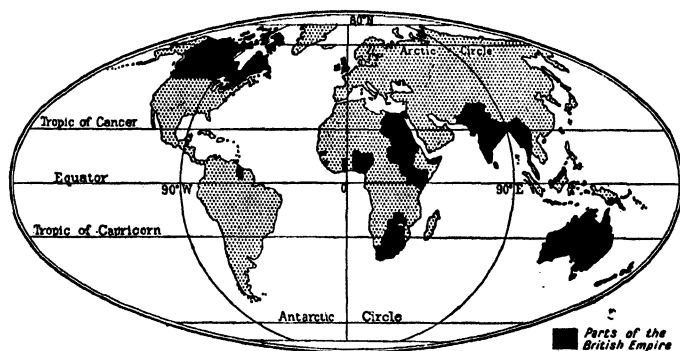 80°N
Arctic Circle
Tropic of Cancer
Equator
90°W
0
90°E
Tropic of Capricorn
Antarctic Circle
Parts of the
British Empire